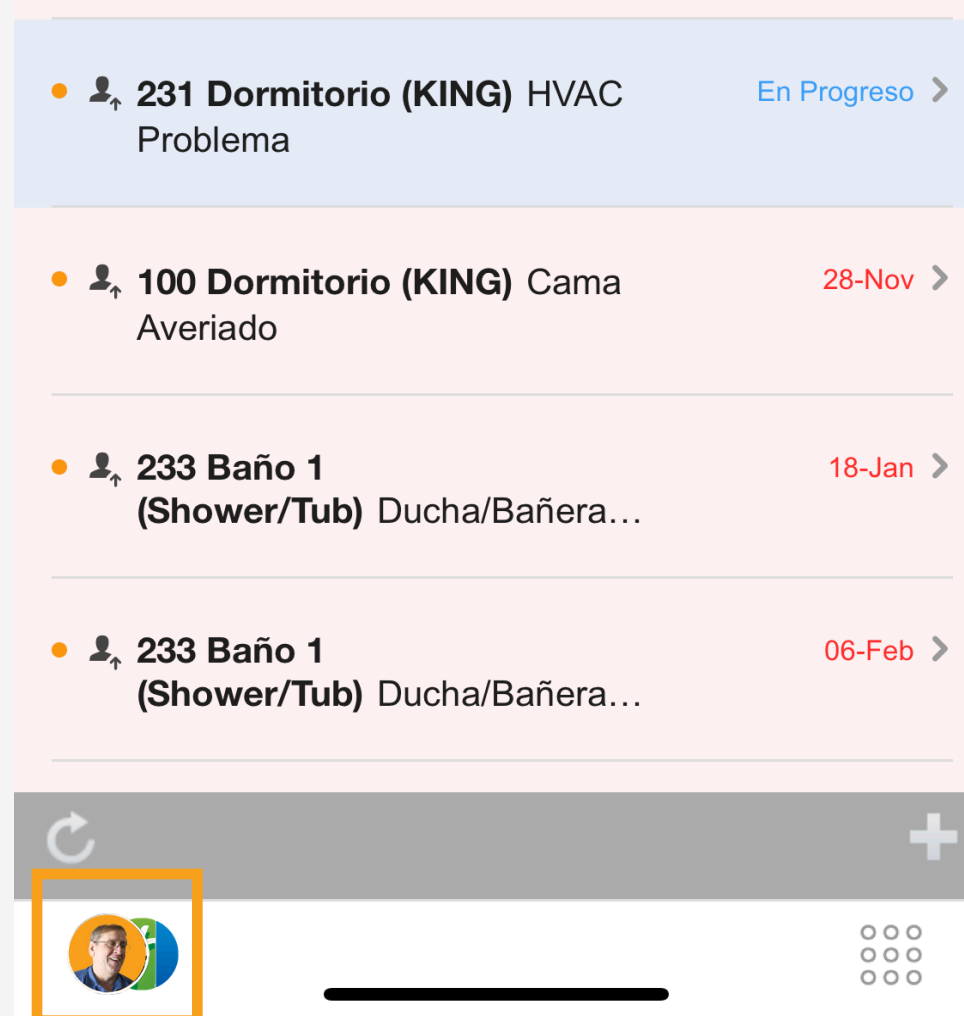 231 Dormitorio (KING) HVAC En Progreso
Problema
100 Dormitorio (KING) Cama 28-Nov
Averiado
233 Baño 1 18-Jan
(Shower/Tub) Ducha/Bañera…
233 Baño 1 06-Feb
(Shower/Tub) Ducha/Bañera…